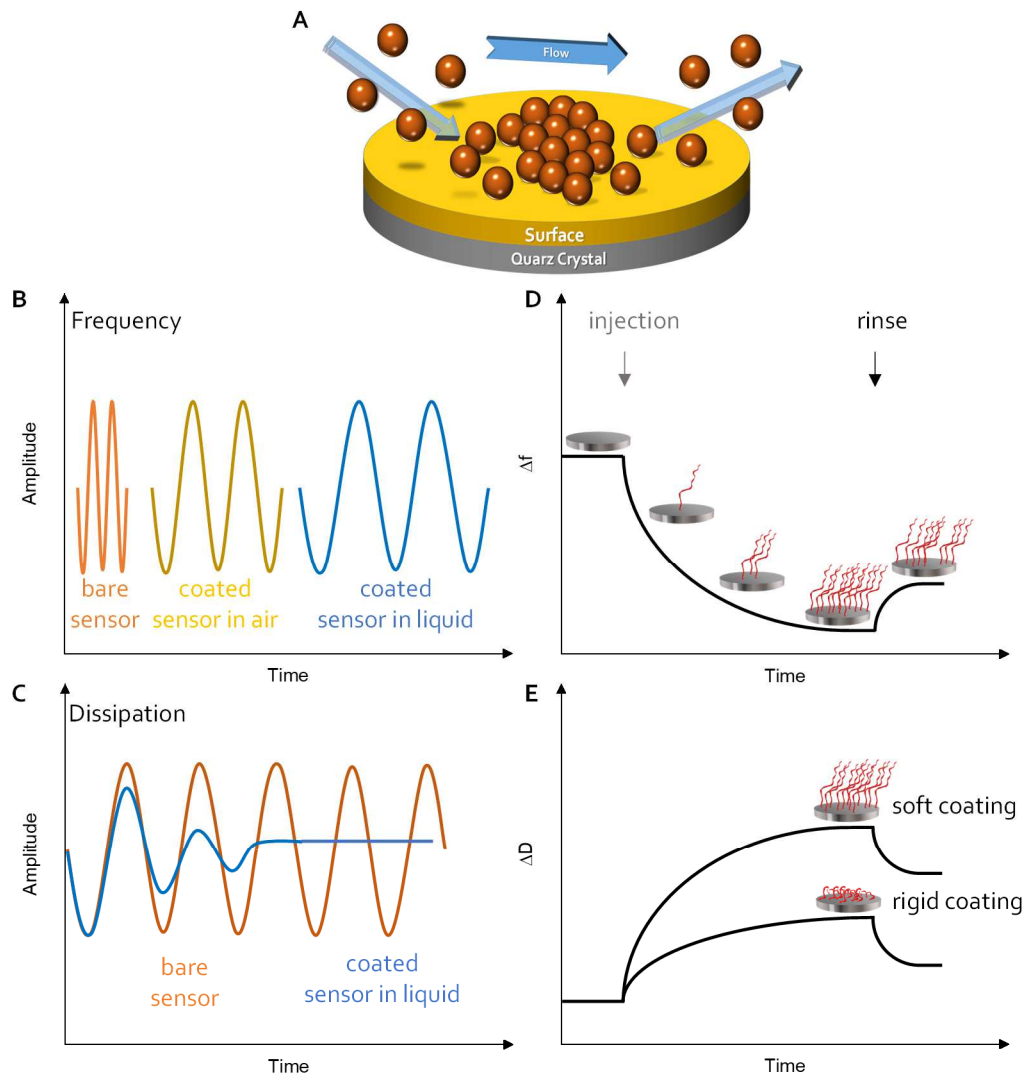 A
Flow
Surface
Quarz Crystal
B
Frequency
Amplitude
bare
sensor
coated
sensor in air
coated
sensor in liquid
Time
D
injection
rinse
Δf
Time
C
Dissipation
Amplitude
bare
sensor
coated
sensor in liquid
Time
E
ΔD
soft coating
rigid coating
Time